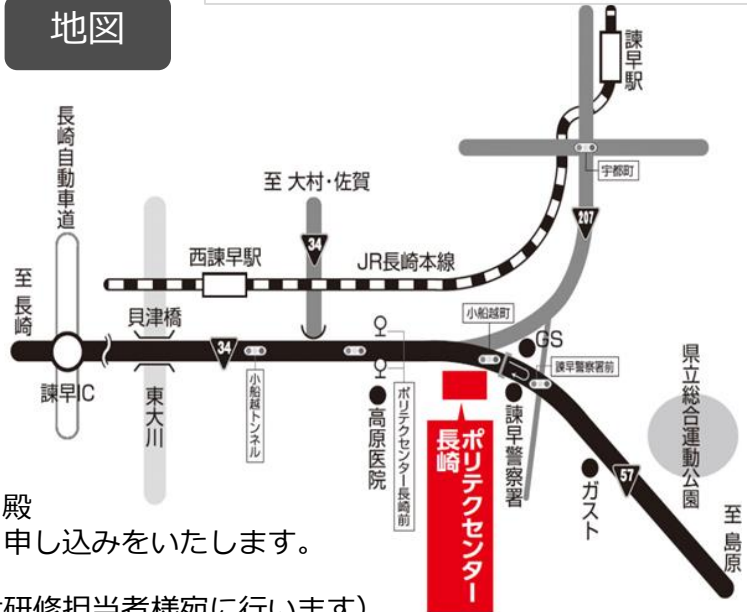 地図
諫早駅
長崎自動車道
宇都町
至 大村・佐賀
207
34
西諫早駅
JR長崎本線
至 長崎
貝津橋
小船越町
GS
34
諫早警察署前
県立総合運動公園
諫早IC
東大川
小船越トンネル
高原医院
ポリテクセンター長崎前
ポリテクセンター
長崎
諫早警察署
ガスト
57
至 島原
殿
申し込みをいたします。
研修担当者様宛に行います）